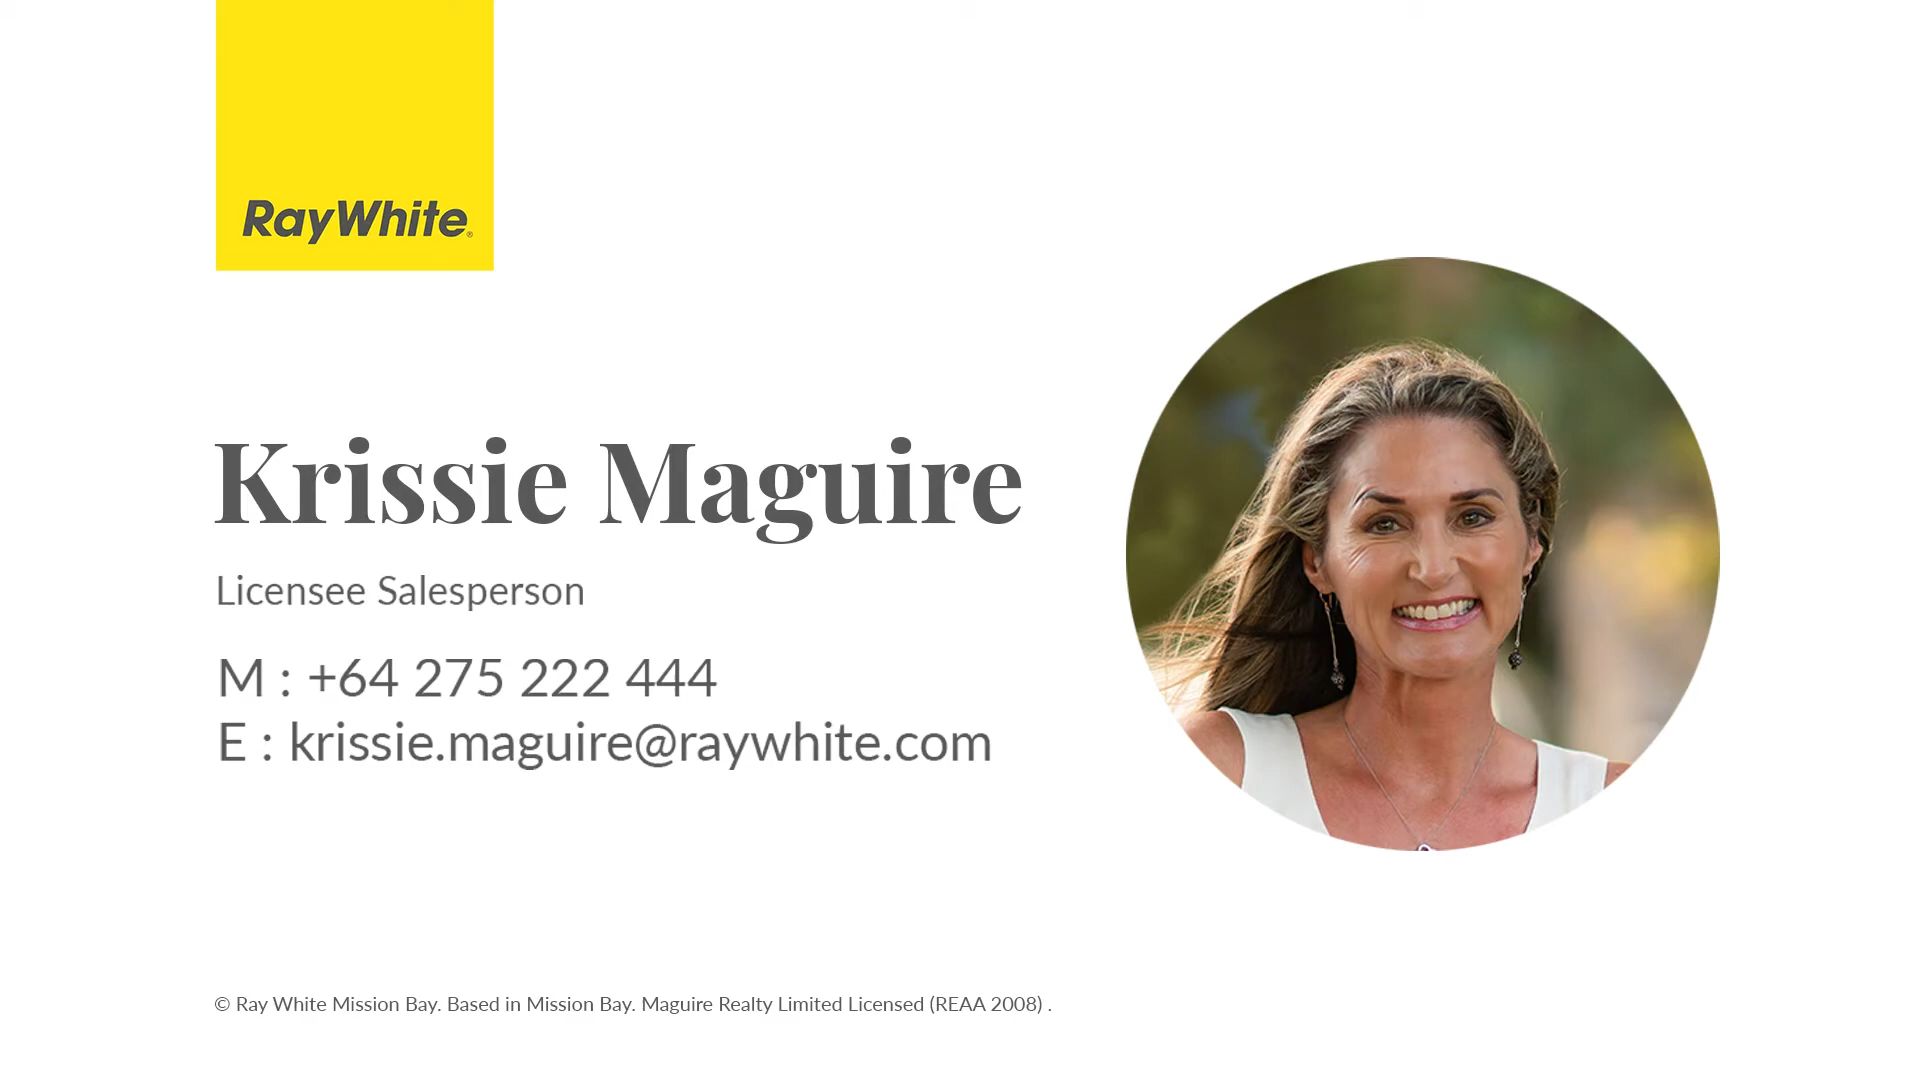 RayWhite®
Krissie Maguire
Licensee Salesperson
M : +64 275 222 444
E : krissie.maguire@raywhite.com
© Ray White Mission Bay. Based in Mission Bay. Maguire Realty Limited Licensed (REAA 2008) .